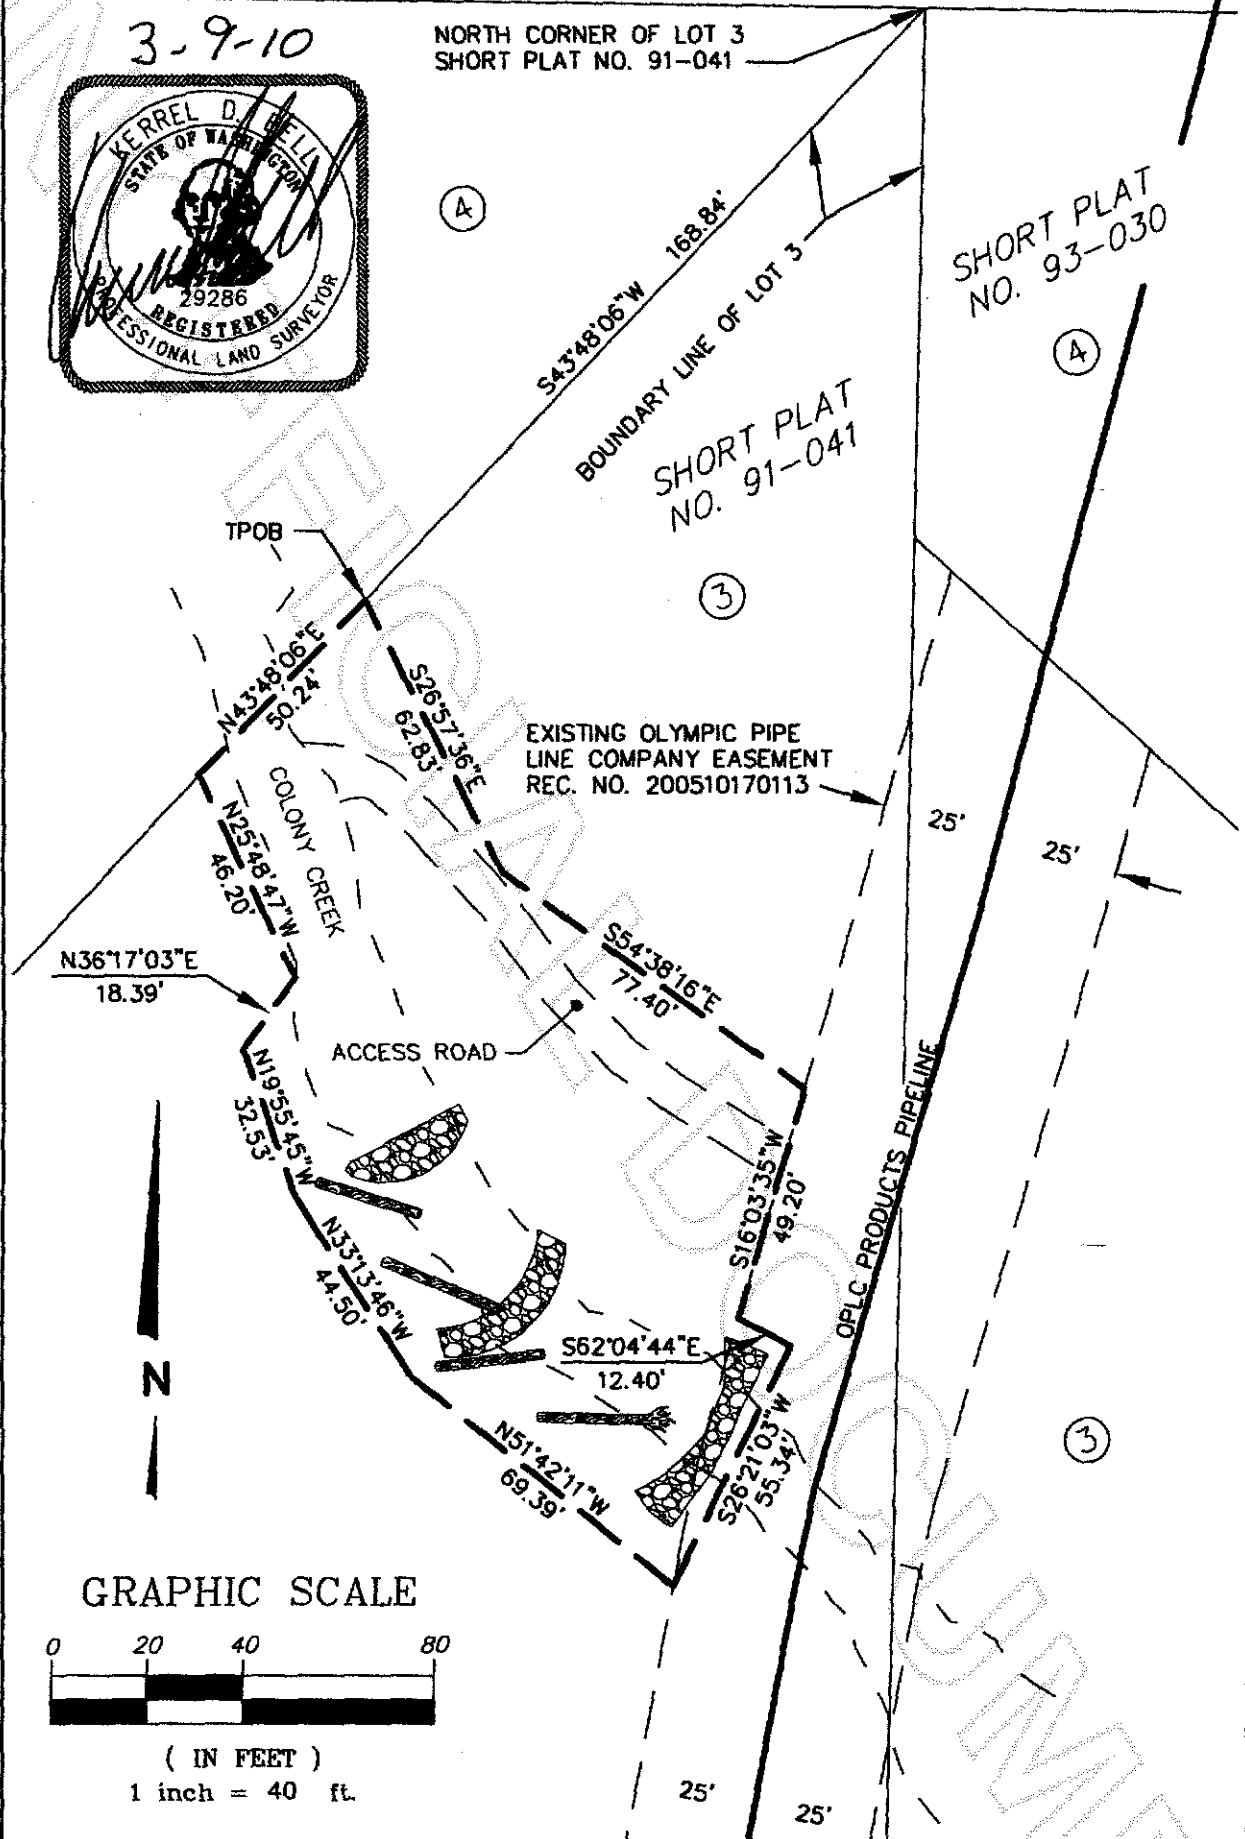 3-9-10
NORTH CORNER OF LOT 3
SHORT PLAT NO. 91-041
KERREL D.
STATE OF WASHINGTON
29286
REGISTERED
PROFESSIONAL LAND SURVEYOR
4
168.84'
S43°48'06"W
BOUNDARY LINE OF LOT 3
SHORT PLAT
NO. 93-030
4
SHORT PLAT
NO. 91-041
3
TPOB
N43°48'06"E
50.24'
S26°57'36"E
62.83'
EXISTING OLYMPIC PIPE
LINE COMPANY EASEMENT
REC. NO. 200510170113
25'
25'
COLONY CREEK
N25°48'47"W
46.20'
N36°17'03"E
18.39'
S54°38'16"E
77.40'
ACCESS ROAD
N19°55'45"W
32.53'
S16°03'35"W
49.20'
OPLC PRODUCTS PIPELINE
N33°13'46"W
44.50'
S62°04'44"E
12.40'
N
N51°42'11"W
69.39'
S26°21'03"W
55.34'
3
GRAPHIC SCALE
0 20 40 80
( IN FEET )
1 inch = 40 ft.
25'
25'
UNOFFICIAL DOCUMENT